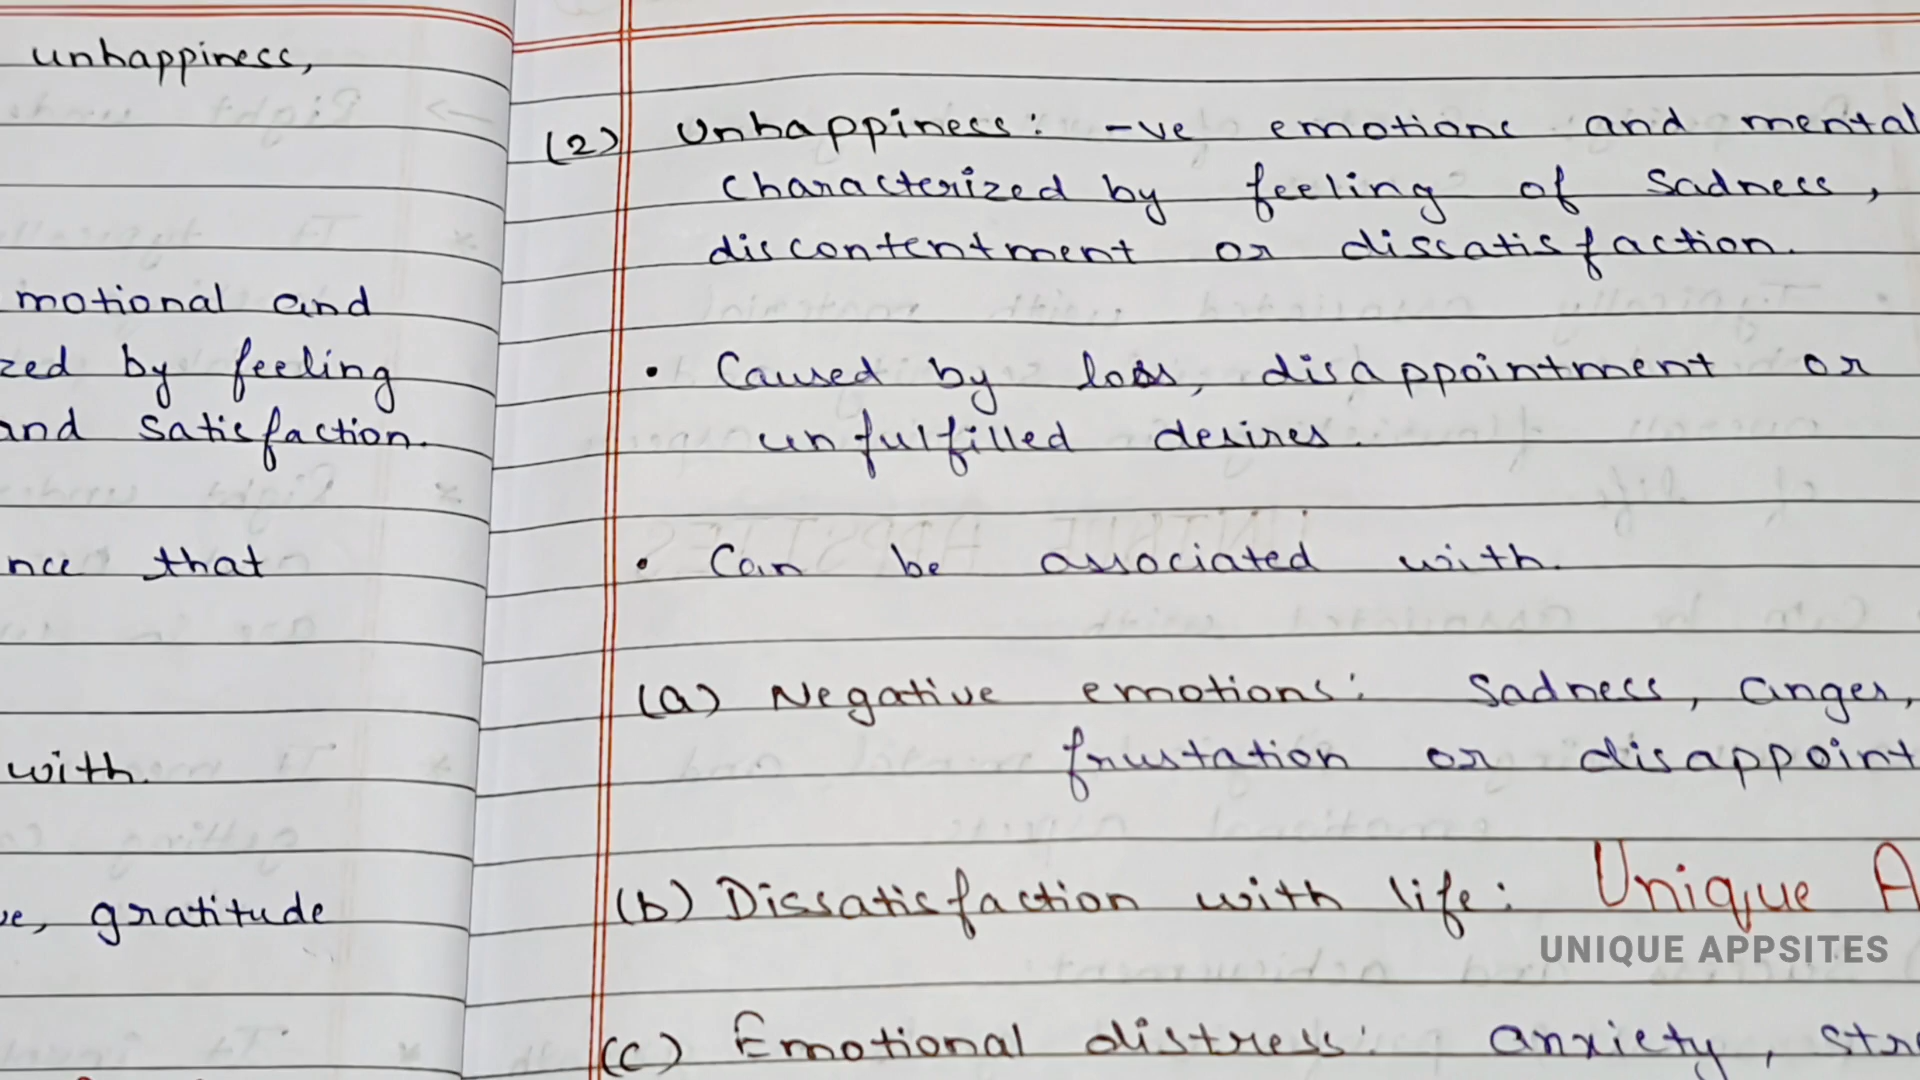 unhappiness,
motional and
zed by feeling
and satisfaction.
nce that
with.
ve, gratitude
(2) Unhappiness: -ve emotions and mental
characterized by feeling of sadness,
discontentment or dissatisfaction.
• Caused by loss, disappointment or
unfulfilled desires.
• Can be associated with.
(a) Negative emotions: Sadness, anger,
frustation or disappoint
(b) Dissatisfaction with life: Unique A
UNIQUE APPSITES
(c) Emotional distress: anxiety, stre